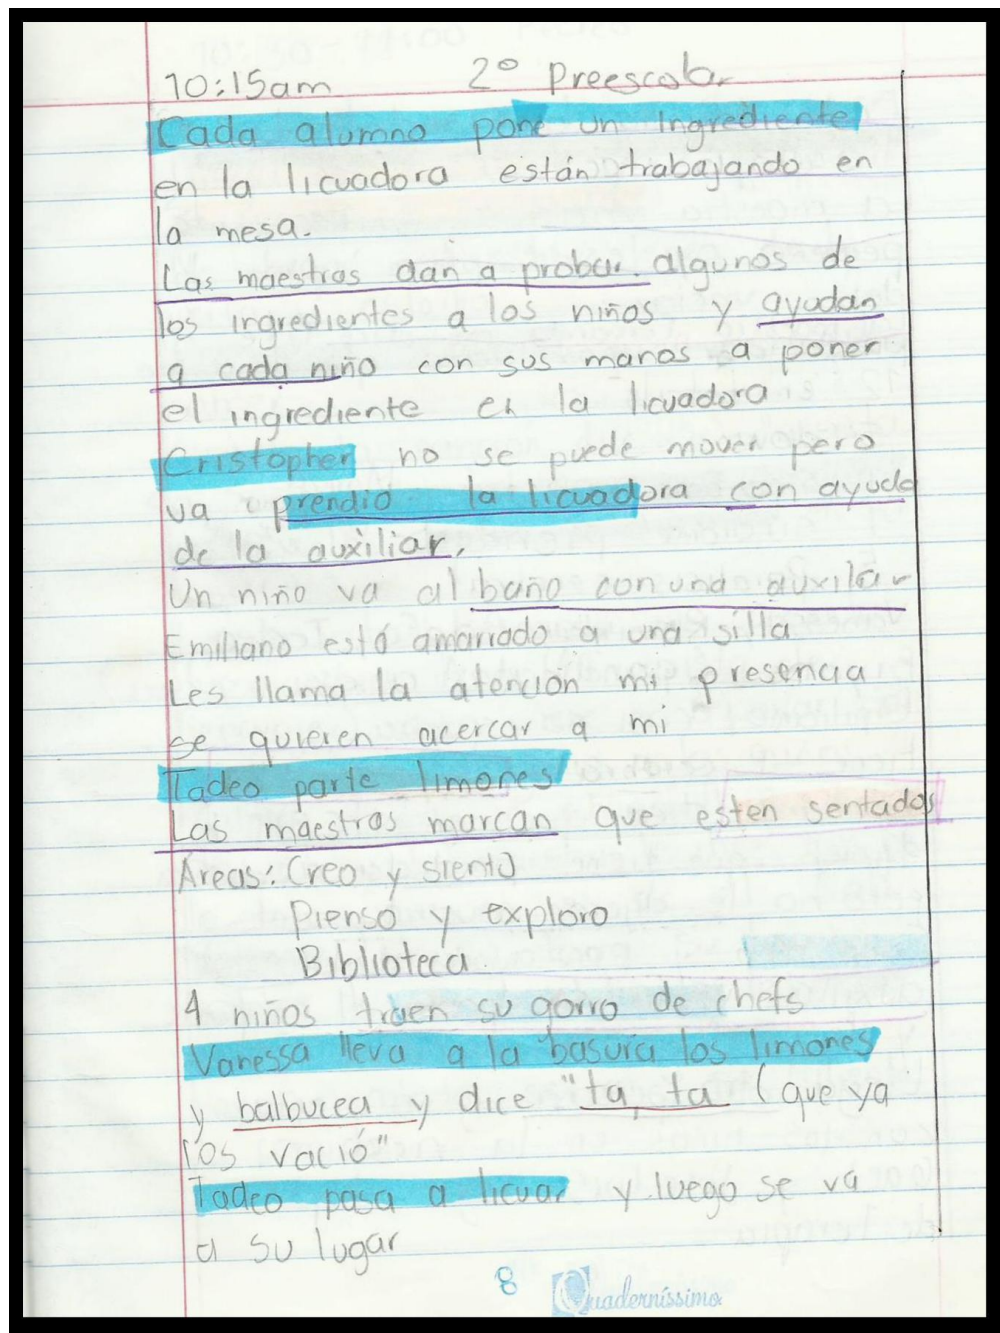 10:15am 2° Preescolar
Cada alumno pone un ingrediente
en la licuadora están trabajando en
la mesa.
Las maestras dan a probar algunos de
los ingredientes a los niños y ayudan
a cada niño con sus manos a poner
el ingrediente en la licuadora
Cristopher no se puede mover pero
va prendio la licuadora con ayuda
de la auxiliar.
Un niño va al baño con una auxiliar
Emiliano está amarrado a una silla
Les llama la atención mi presencia
se quieren acercar a mi
Tadeo parte limones
Las maestras marcan que esten sentados
Áreas: Creo y siento
Pienso y exploro
Biblioteca
4 niños traen su gorro de chefs
Vanessa lleva a la basura los limones
y balbucea y dice "ta, ta (que ya
los vació"
Tadeo pasa a licuar y luego se va
a su lugar
8 Quaderníssimo